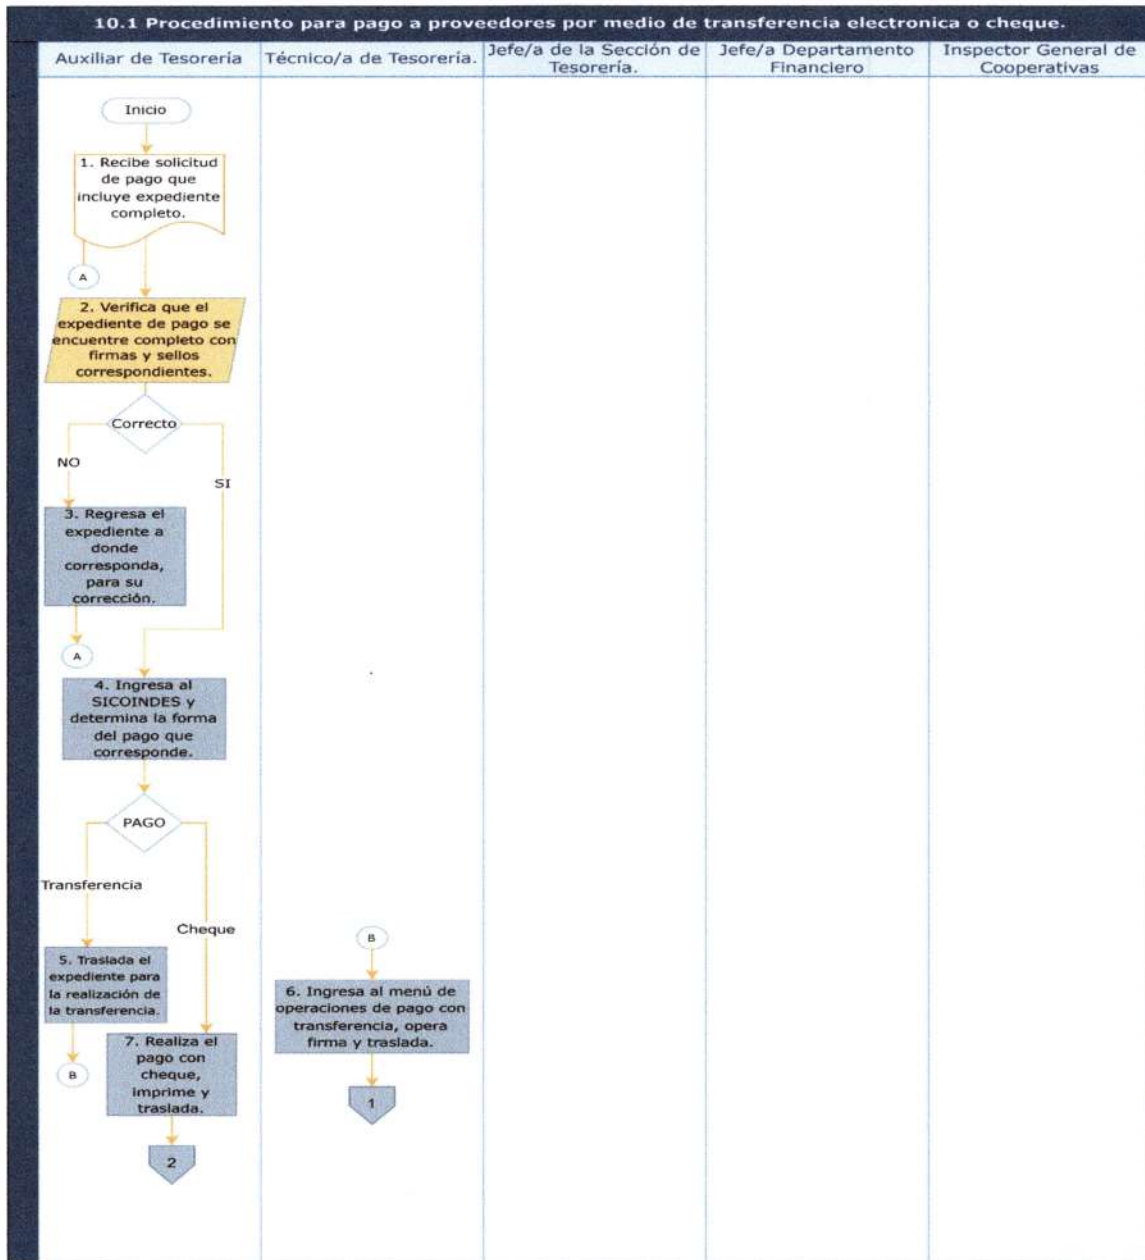 10.1 Procedimiento para pago a proveedores por medio de transferencia electronica o cheque.
Auxiliar de Tesorería
Técnico/a de Tesorería.
Jefe/a de la Sección de
Tesorería.
Jefe/a Departamento
Financiero
Inspector General de
Cooperativas
Inicio
1. Recibe solicitud
de pago que
incluye expediente
completo.
A
2. Verifica que el
expediente de pago se
encuentre completo con
firmas y sellos
correspondientes.
Correcto
NO
SI
3. Regresa el
expediente a
donde
corresponda,
para su
corrección.
A
4. Ingresa al
SICOINDES y
determina la forma
del pago que
corresponde.
PAGO
Transferencia
Cheque
5. Traslada el
expediente para
la realización de
la transferencia.
B
7. Realiza el
pago con
cheque,
imprime y
traslada.
2
B
6. Ingresa al menú de
operaciones de pago con
transferencia, opera
firma y traslada.
1